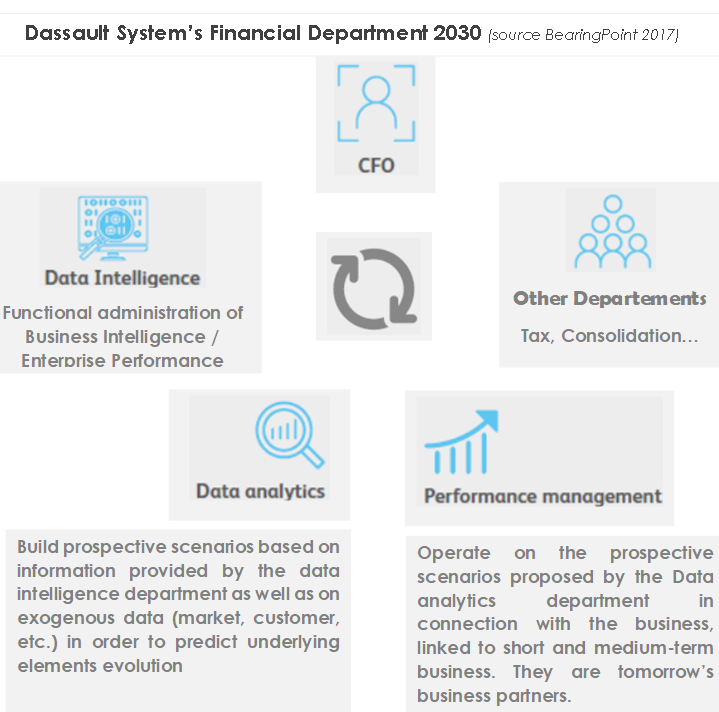 Dassault System’s Financial Department 2030 (source BearingPoint 2017)
CFO
Data Intelligence
Functional administration of
Business Intelligence /
Enterprise Performance
Other Departements
Tax, Consolidation…
Data analytics
Build prospective scenarios based on
information provided by the data
intelligence department as well as on
exogenous data (market, customer,
etc.) in order to predict underlying
elements evolution
Performance management
Operate on the prospective
scenarios proposed by the Data
analytics department in
connection with the business,
linked to short and medium-term
business. They are tomorrow’s
business partners.